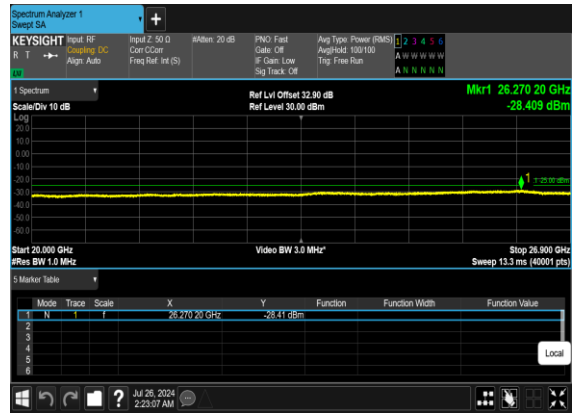 Spectrum Analyzer 1
Swept SA
KEYSIGHT Input: RF Input Z: 50 Ω #Atten: 20 dB PNO: Fast Avg Type: Power (RMS) 1 2 3 4 5 6
R T Coupling: DC Corr CCorr Gate: Off Avg|Hold: 100/100 A W W W W W
Align: Auto Freq Ref: Int (S) IF Gain: Low Trig: Free Run
Sig Track: Off A N N N N N
1 Spectrum Ref Lvl Offset 32.90 dB Mkr1 26.270 20 GHz
Scale/Div 10 dB Ref Level 30.00 dBm -28.409 dBm
Log
20.0
10.0
0.00
-10.0
-20.0 1 -25.00 dBm
-30.0
-40.0
-50.0
-60.0
Start 20.000 GHz Video BW 3.0 MHz* Stop 26.900 GHz
#Res BW 1.0 MHz Sweep 13.3 ms (40001 pts)
5 Marker Table
Mode Trace Scale X Y Function Function Width Function Value
1 N 1 f 26.270 20 GHz -28.41 dBm
2
3
4
5
6
Local
? Jul 26, 2024
2:23:07 AM